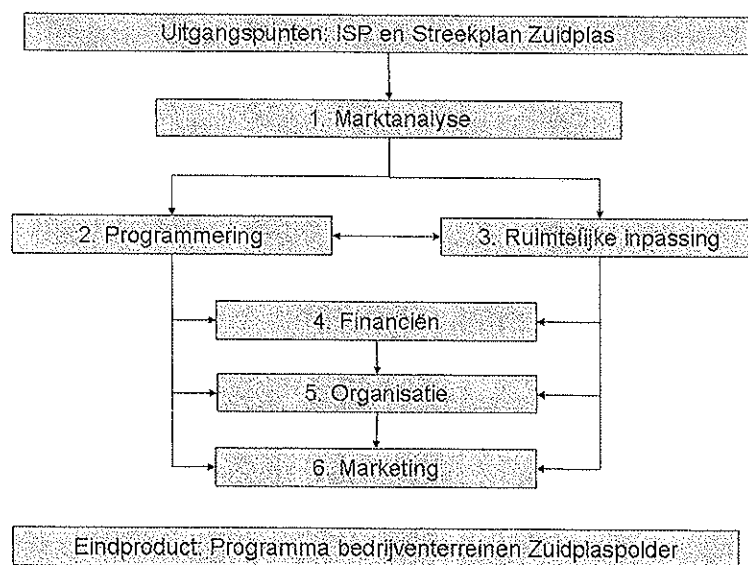 Uitgangspunten: ISP en Streekplan Zuidplas
1. Marktanalyse
2. Programmering
3. Ruimtelijke inpassing
4. Financiën
5. Organisatie
6. Marketing
Eindproduct: Programma bedrijventerreinen Zuidplaspolder